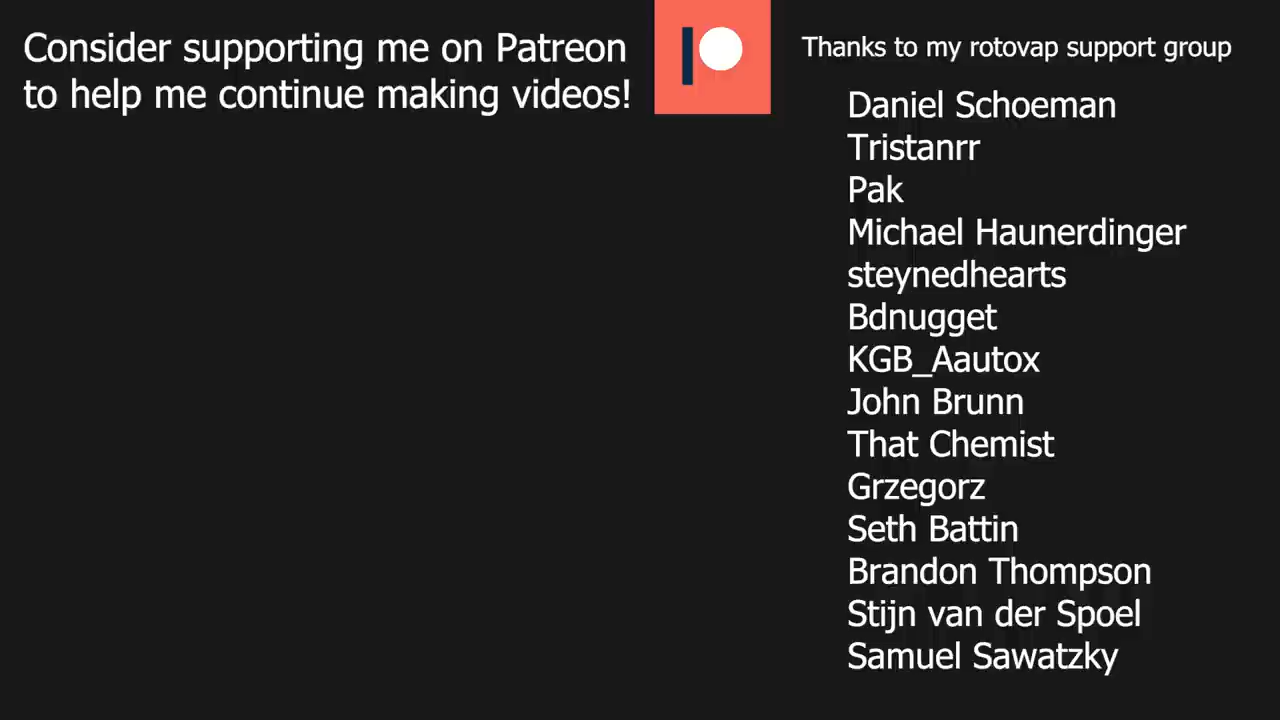 Consider supporting me on Patreon
to help me continue making videos!
Thanks to my rotovap support group
Daniel Schoeman
Tristanrr
Pak
Michael Haunerdinger
steynedhearts
Bdnugget
KGB_Aautox
John Brunn
That Chemist
Grzegorz
Seth Battin
Brandon Thompson
Stijn van der Spoel
Samuel Sawatzky